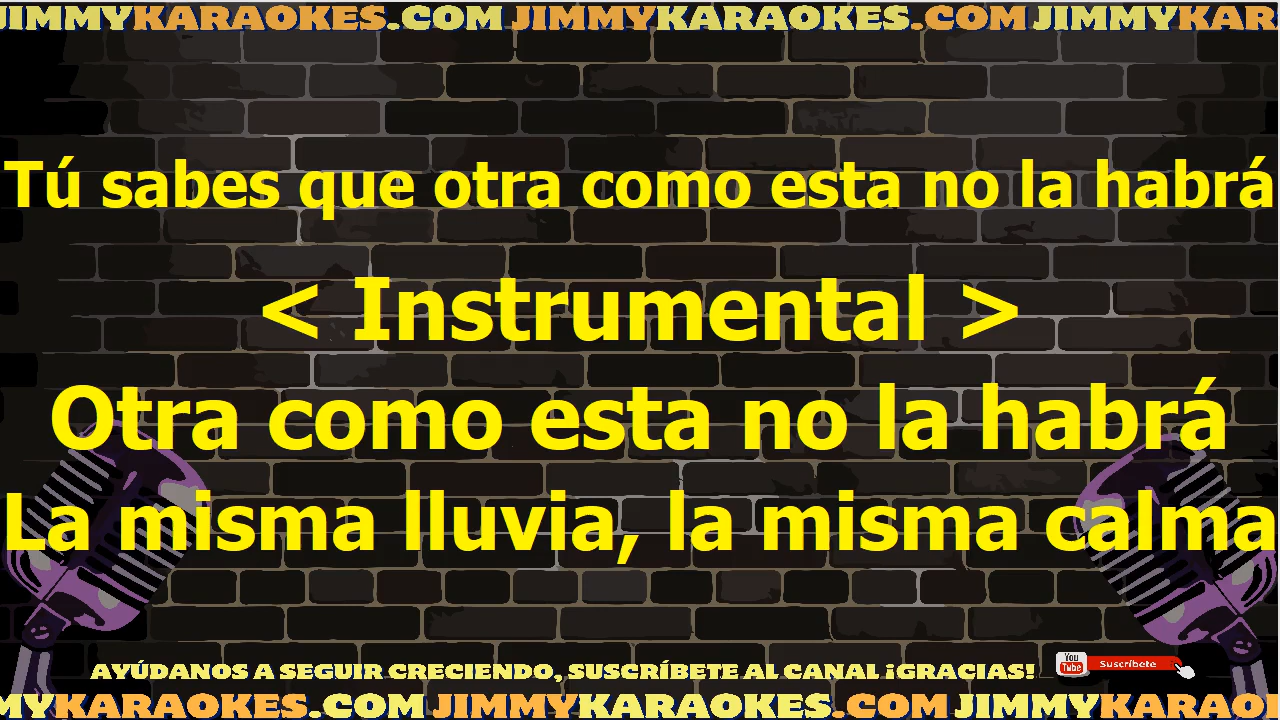 JIMMYKARAOKES.COM JIMMYKARAOKES.COM JIMMYKAR
Tú sabes que otra como esta no la habrá
< Instrumental >
Otra como esta no la habrá
La misma lluvia, la misma calma
AYÚDANOS A SEGUIR CRECIENDO, SUSCRÍBETE AL CANAL ¡GRACIAS!
You Tube Suscríbete
MYKARAOKES.COM JIMMYKARAOKES.COM JIMMYKARAOK